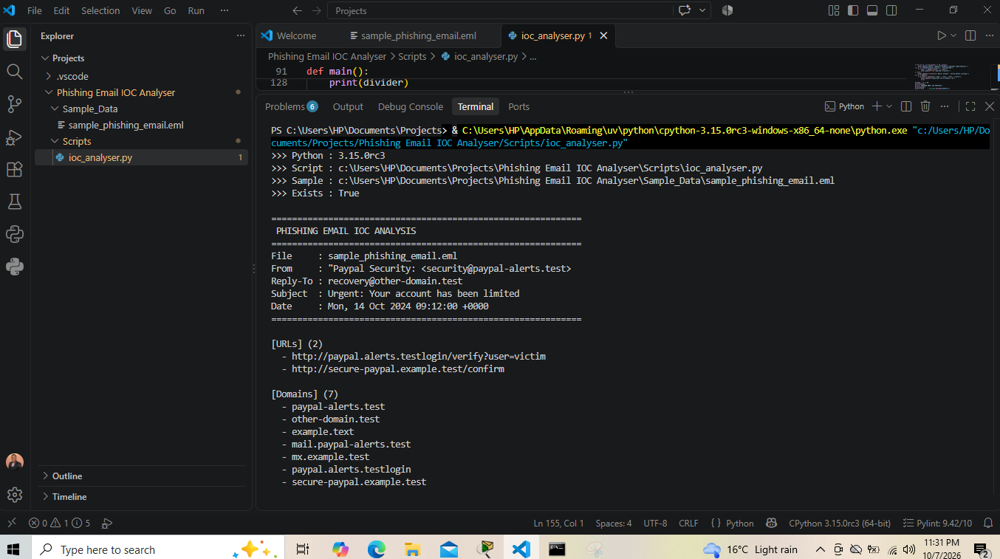 File Edit Selection View Go Run ··· Projects
Explorer ···
Projects
.vscode
Phishing Email IOC Analyser
Sample_Data
sample_phishing_email.eml
Scripts
ioc_analyser.py 1
Outline
Timeline
Welcome sample_phishing_email.eml ioc_analyser.py 1
Phishing Email IOC Analyser > Scripts > ioc_analyser.py > ...
91 def main():
128 print(divider)
Problems 6 Output Debug Console Terminal Ports Python
PS C:\Users\HP\Documents\Projects> & C:\Users\HP\AppData\Roaming\uv\python\cpython-3.15.0rc3-windows-x86_64-none\python.exe "c:/Users/HP/Do
cuments/Projects/Phishing Email IOC Analyser/Scripts/ioc_analyser.py"
>>> Python : 3.15.0rc3
>>> Script : c:\Users\HP\Documents\Projects\Phishing Email IOC Analyser\Scripts\ioc_analyser.py
>>> Sample : c:\Users\HP\Documents\Projects\Phishing Email IOC Analyser\Sample_Data\sample_phishing_email.eml
>>> Exists : True
============================================================
PHISHING EMAIL IOC ANALYSIS
============================================================
File : sample_phishing_email.eml
From : "Paypal Security: <security@paypal-alerts.test>
Reply-To : recovery@other-domain.test
Subject : Urgent: Your account has been limited
Date : Mon, 14 Oct 2024 09:12:00 +0000
============================================================
[URLs] (2)
- http://paypal.alerts.testlogin/verify?user=victim
- http://secure-paypal.example.test/confirm
[Domains] (7)
- paypal-alerts.test
- other-domain.test
- example.text
- mail.paypal-alerts.test
- mx.example.test
- paypal.alerts.testlogin
- secure-paypal.example.test
0 1 5 Ln 155, Col 1 Spaces: 4 UTF-8 CRLF { } Python CPython 3.15.0rc3 (64-bit) Pylint: 9.42/10
Type here to search 16°C Light rain 11:31 PM
10/7/2026 2